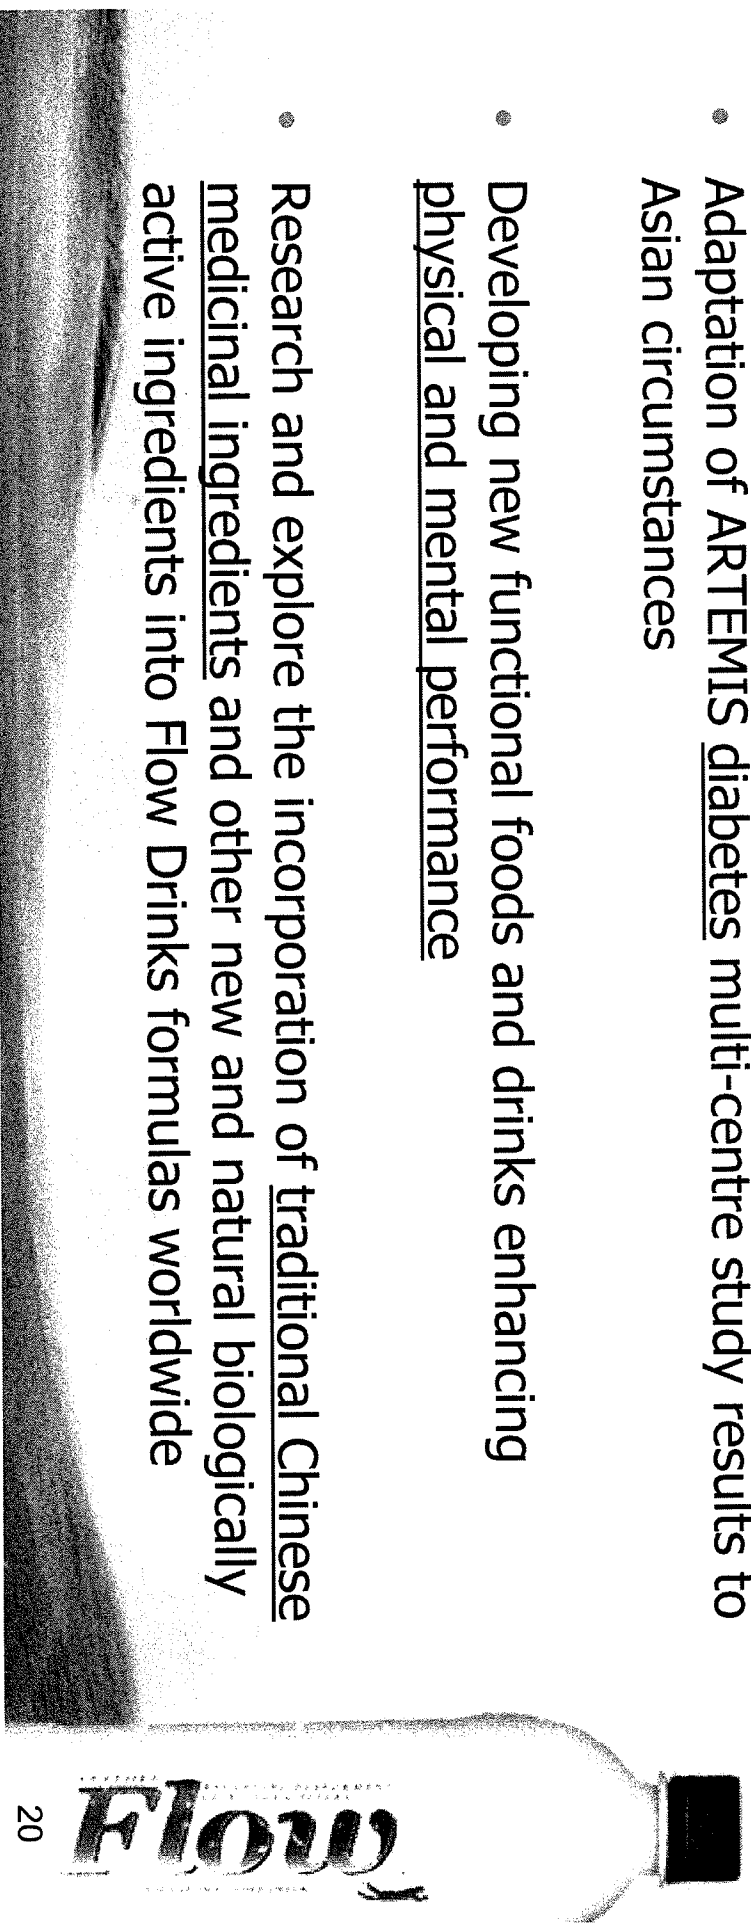 • Adaptation of ARTEMIS diabetes multi-centre study results to
Asian circumstances
• Developing new functional foods and drinks enhancing
physical and mental performance
• Research and explore the incorporation of traditional Chinese
medicinal ingredients and other new and natural biologically
active ingredients into Flow Drinks formulas worldwide
Flow
20